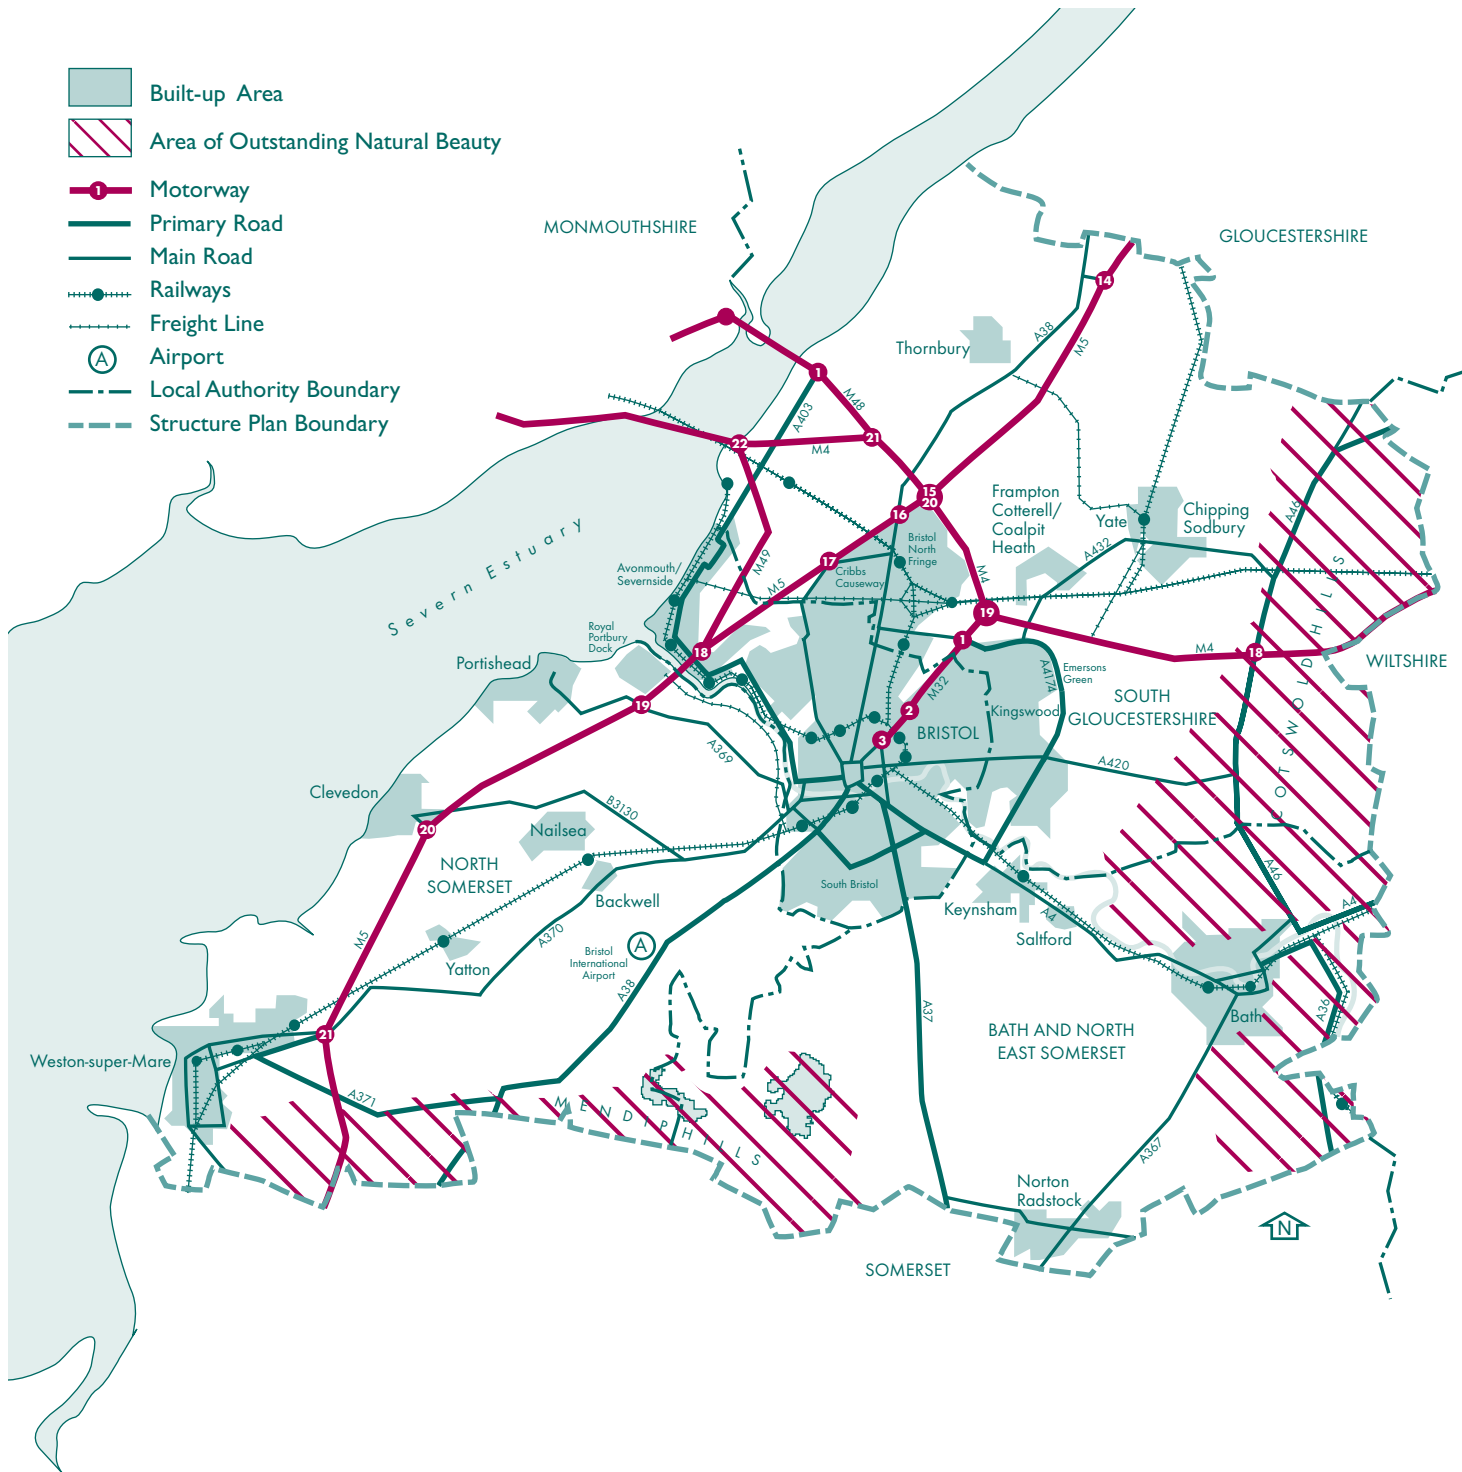 Built-up Area
Area of Outstanding Natural Beauty
1
Motorway
Primary Road
Main Road
Railways
Freight Line
A
Airport
Local Authority Boundary
Structure Plan Boundary
MONMOUTHSHIRE
GLOUCESTERSHIRE
14
A38
M5
Thornbury
1
M48
A403
22
21
M4
15
20
16
Frampton
Cotterell/
Coalpit
Heath
Yate
Chipping
Sodbury
A46
Severn Estuary
Bristol
North
Fringe
A432
17
Cribbs
Causeway
M49
M5
M4
Avonmouth/
Severnside
19
1
Royal
Portbury
Dock
18
Portishead
M4
18
WILTSHIRE
COTSWOLD HILLS
A4174
Emersons
Green
M32
SOUTH
GLOUCESTERSHIRE
Kingswood
19
2
3
BRISTOL
A369
A420
Clevedon
B3130
20
Nailsea
NORTH
SOMERSET
Backwell
South Bristol
A46
Keynsham
A4
Saltford
A4
M5
A370
Yatton
Bristol
International
Airport
A
A38
A37
BATH AND NORTH
EAST SOMERSET
Bath
A36
21
Weston-super-Mare
A371
MENDIP HILLS
A367
Norton
Radstock
N
SOMERSET